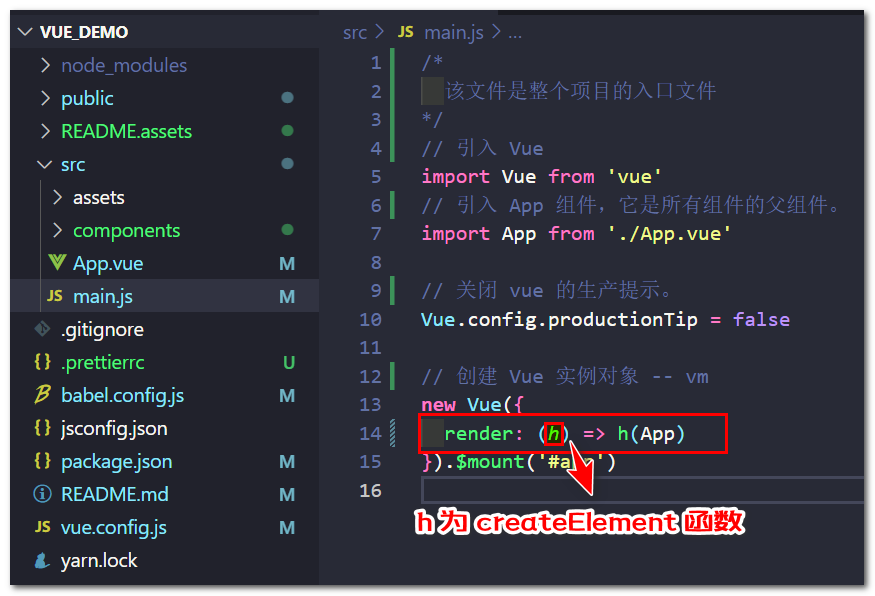 VUE_DEMO
node_modules
public
README.assets
src
assets
components
App.vue M
JS main.js M
.gitignore
{} .prettierrc U
babel.config.js M
{} jsconfig.json
{} package.json M
README.md M
JS vue.config.js M
yarn.lock
src > JS main.js > ...
1 /*
2 该文件是整个项目的入口文件
3 */
4 // 引入 Vue
5 import Vue from 'vue'
6 // 引入 App 组件，它是所有组件的父组件。
7 import App from './App.vue'
8
9 // 关闭 vue 的生产提示。
10 Vue.config.productionTip = false
11
12 // 创建 Vue 实例对象 -- vm
13 new Vue({
14 render: (h) => h(App)
15 }).$mount('#app')
16
h 为 createElement 函数